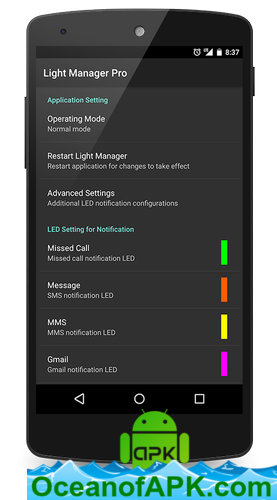 8:37
Light Manager Pro
Application Setting
Operating Mode
Normal mode
Restart Light Manager
Restart application for changes to take effect
Advanced Settings
Additional LED notification configurations
LED Setting for Notification
Missed Call
Missed call notification LED
Message
SMS notification LED
MMS
MMS notification LED
Gmail
Gmail notification LED
apk
OceanofAPK.com